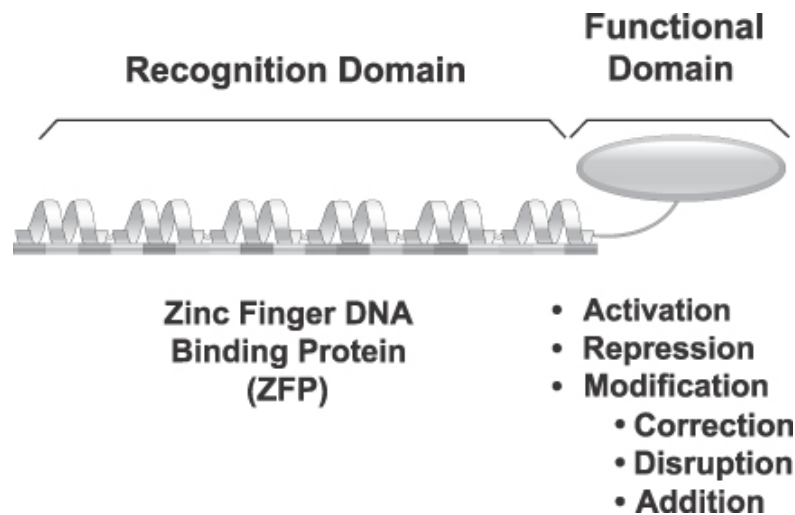 Functional
Domain
Recognition Domain
Zinc Finger DNA
Binding Protein
(ZFP)
• Activation
• Repression
• Modification
• Correction
• Disruption
• Addition